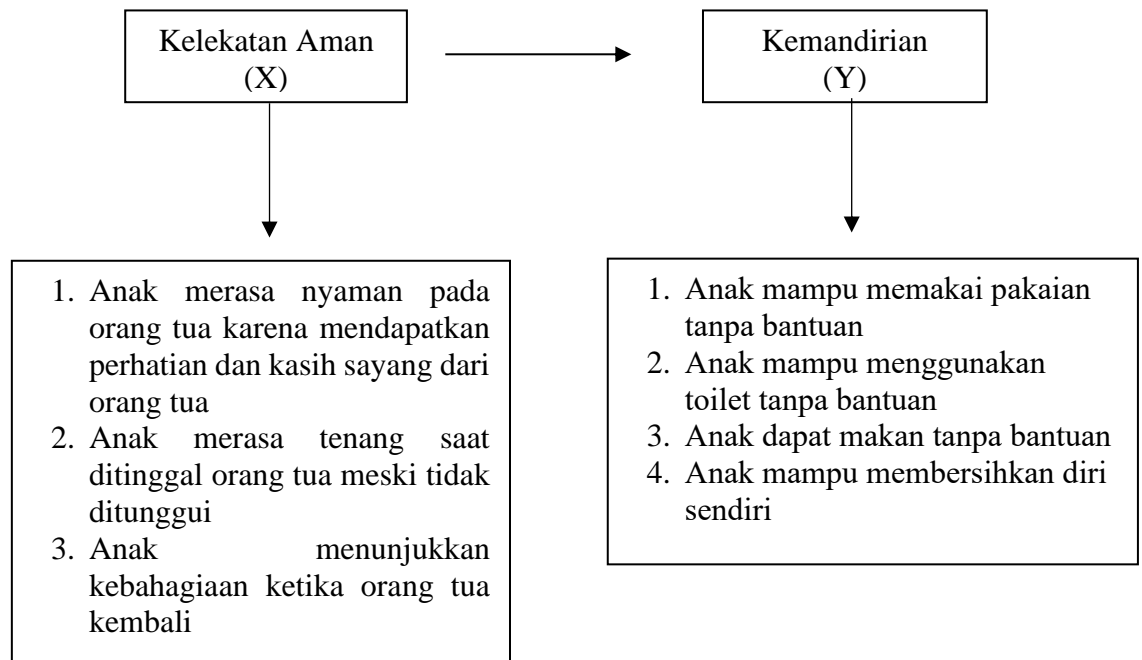 Kelekatan Aman
(X)
Kemandirian
(Y)
1. Anak merasa nyaman pada
orang tua karena mendapatkan
perhatian dan kasih sayang dari
orang tua
2. Anak merasa tenang saat
ditinggal orang tua meski tidak
ditunggui
3. Anak menunjukkan
kebahagiaan ketika orang tua
kembali
1. Anak mampu memakai pakaian
tanpa bantuan
2. Anak mampu menggunakan
toilet tanpa bantuan
3. Anak dapat makan tanpa bantuan
4. Anak mampu membersihkan diri
sendiri